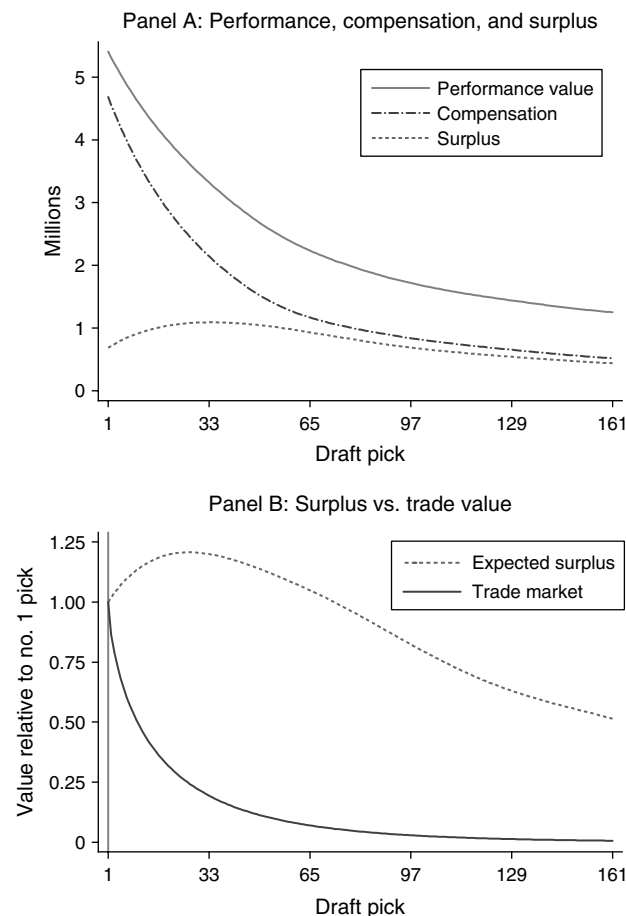 Panel A: Performance, compensation, and surplus
Performance value
Compensation
Surplus
Millions
5
4
3
2
1
0
1 33 65 97 129 161
Draft pick
Panel B: Surplus vs. trade value
Expected surplus
Trade market
Value relative to no. 1 pick
1.25
1.00
0.75
0.50
0.25
0
1 33 65 97 129 161
Draft pick